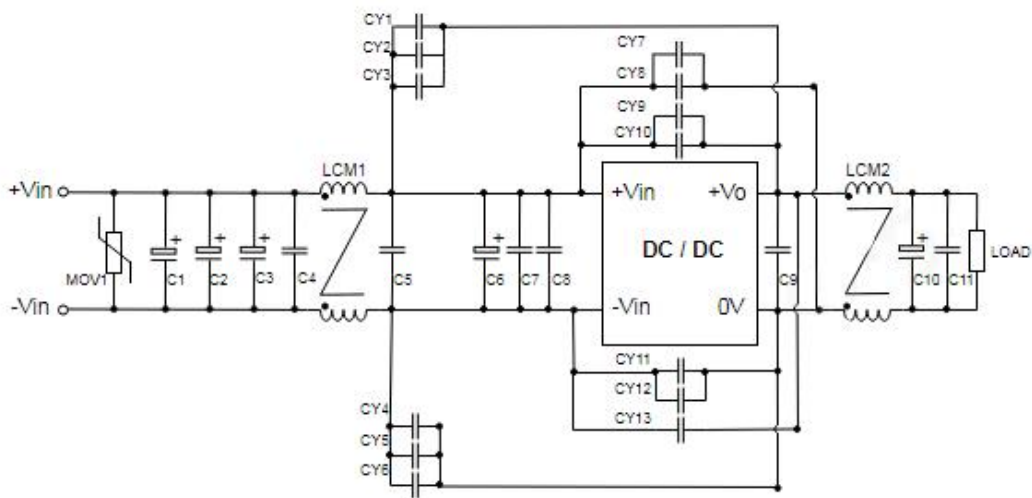 CY1
CY2
CY3
CY7
CY8
CY9
CY10
LCM1
LCM2
+Vin
+Vin
+Vo
DC / DC
MOV1
C1
+
C2
+
C3
+
C4
C5
C6
+
C7
C8
C9
C10
+
C11
LOAD
-Vin
-Vin
0V
CY11
CY12
CY13
CY4
CY5
CY6